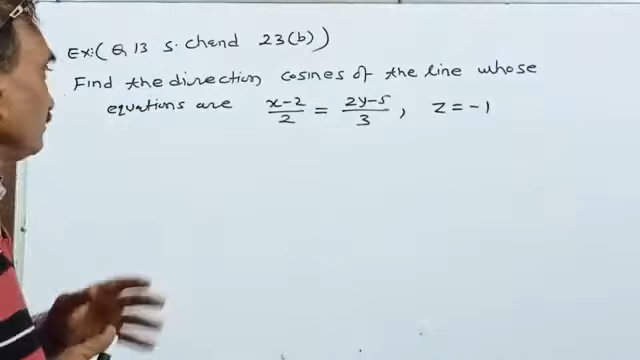 Ex:( Q 13 S. Chand 23(b))
Find the direction cosines of the line whose
equations are (x-2)/2 = (2y-5)/3 , z = -1